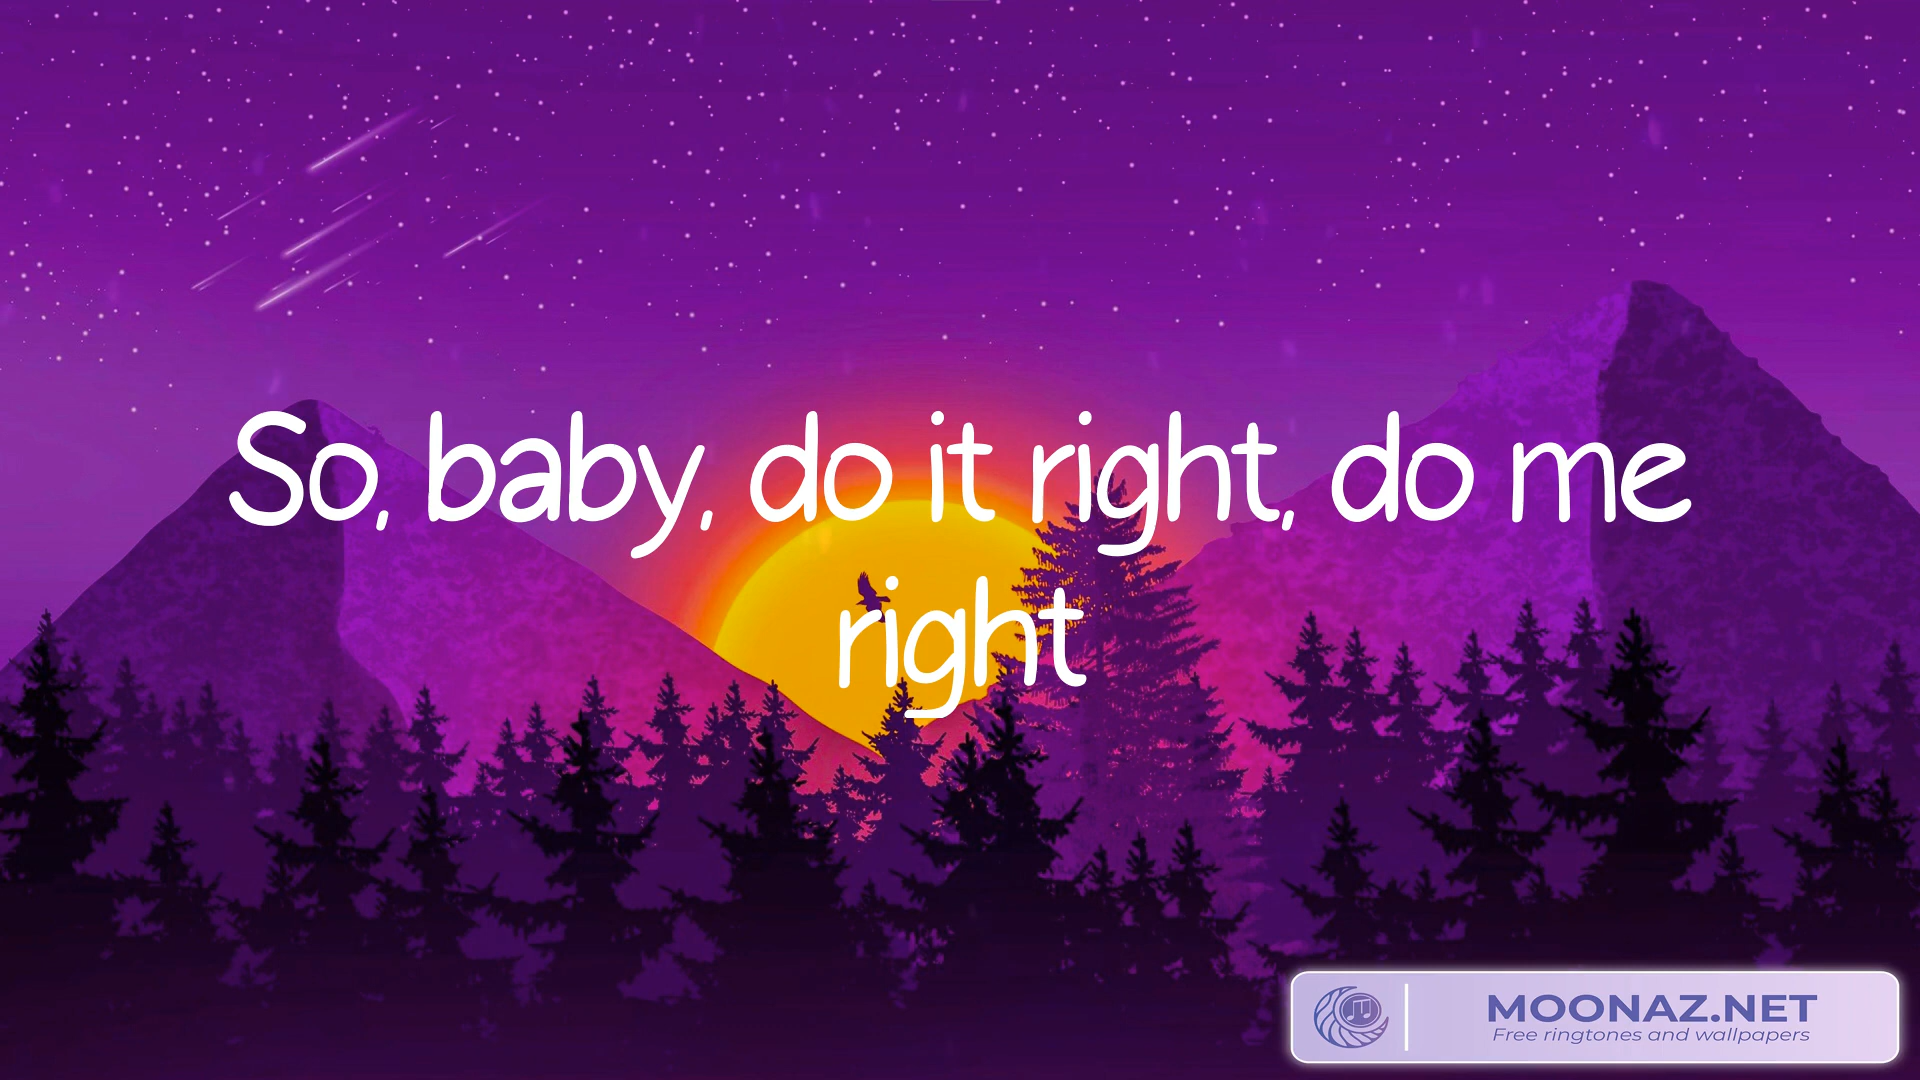 So, baby, do it right, do me
right
MOONAZ.NET
Free ringtones and wallpapers